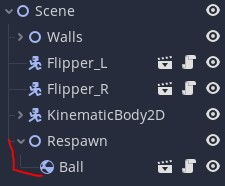 Scene
Walls
Flipper_L
Flipper_R
KinematicBody2D
Respawn
Ball